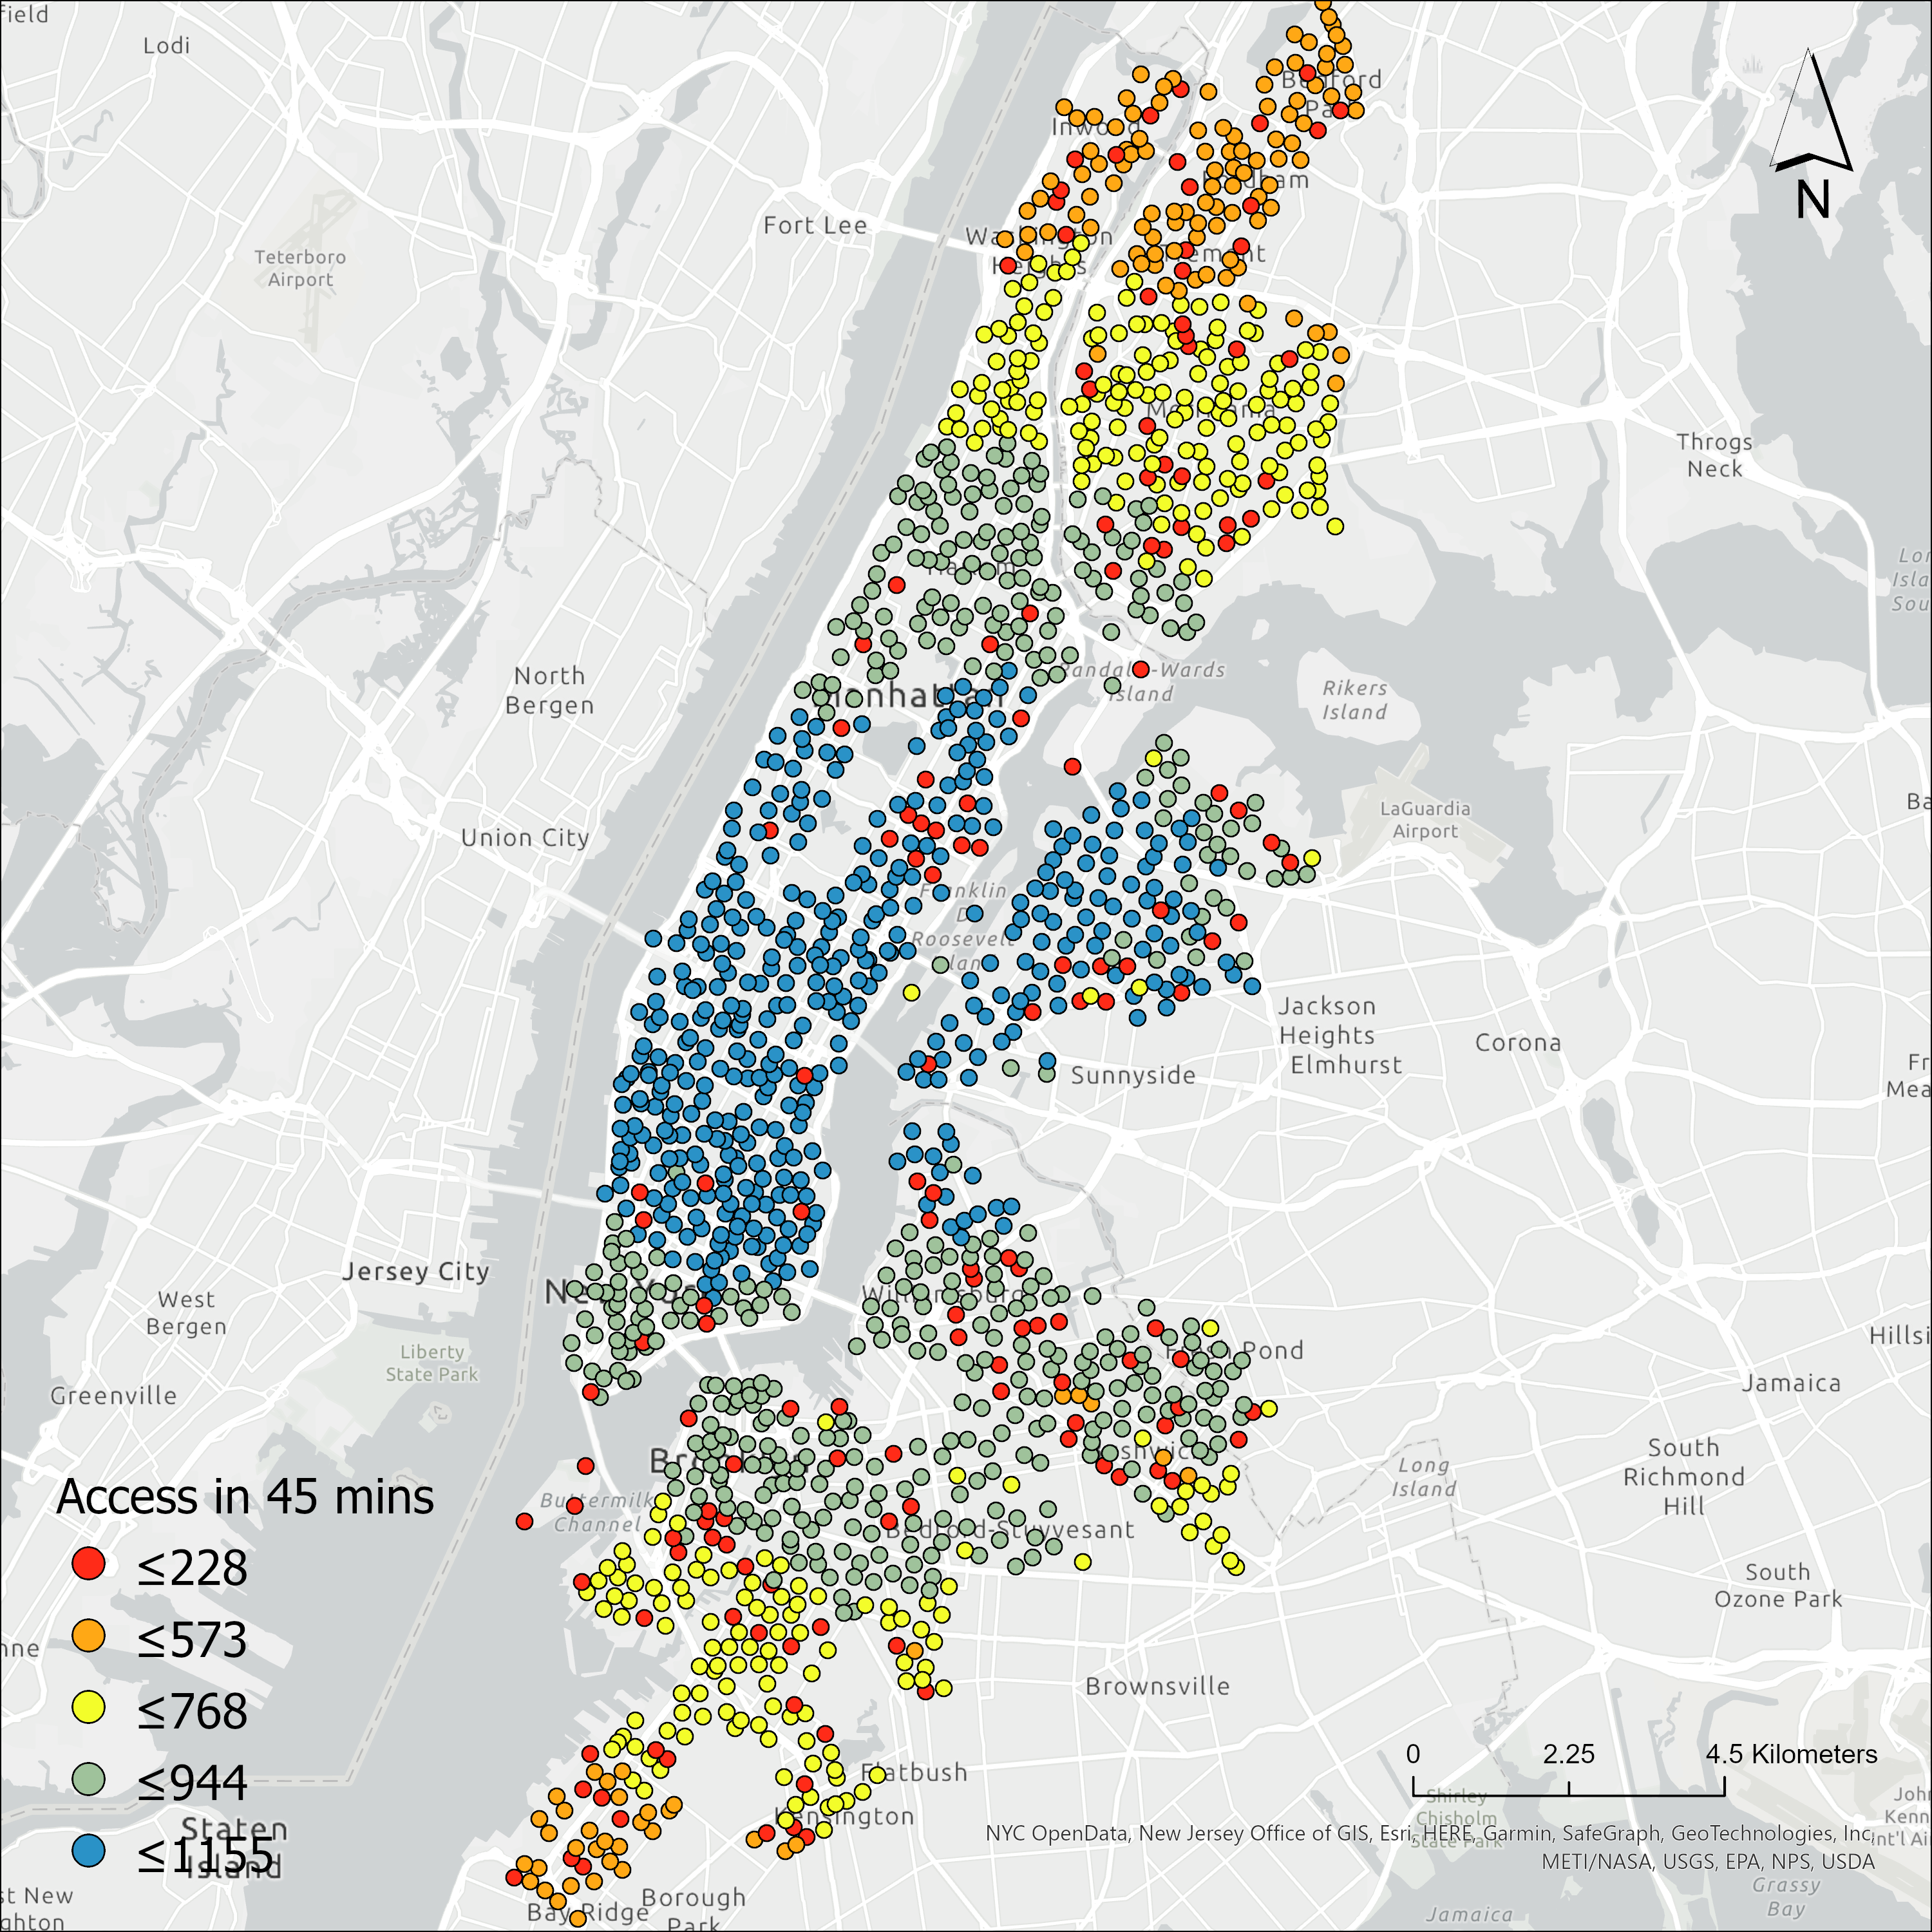 Lodi
Bedford
Park
Inwood
Fordham
Fort Lee
Washington
Heights
Tremont
Teterboro
Airport
N
Morrisania
Throgs
Neck
Harlem
North
Bergen
Manhattan
Randalls-Wards
Island
Rikers
Island
LaGuardia
Airport
Union City
Franklin
D
Roosevelt
Island
Jackson
Heights
Elmhurst
Corona
Sunnyside
Jersey City
New York
West
Bergen
Williamsburg
Fresh Pond
Liberty
State Park
Greenville
Jamaica
Brooklyn
Bushwick
South
Richmond
Hill
Long
Island
Access in 45 mins
Buttermilk
Channel
Bedford-Stuyvesant
≤228
South
Ozone Park
≤573
≤768
Brownsville
≤944
Flatbush
0 2.25 4.5 Kilometers
Kensington
Shirley
Chisholm
State Park
Staten
Island
≤1155
NYC OpenData, New Jersey Office of GIS, Esri, HERE, Garmin, SafeGraph, GeoTechnologies, Inc,
METI/NASA, USGS, EPA, NPS, USDA
Bay Ridge
Borough
Park
Grassy
Bay
Jamaica